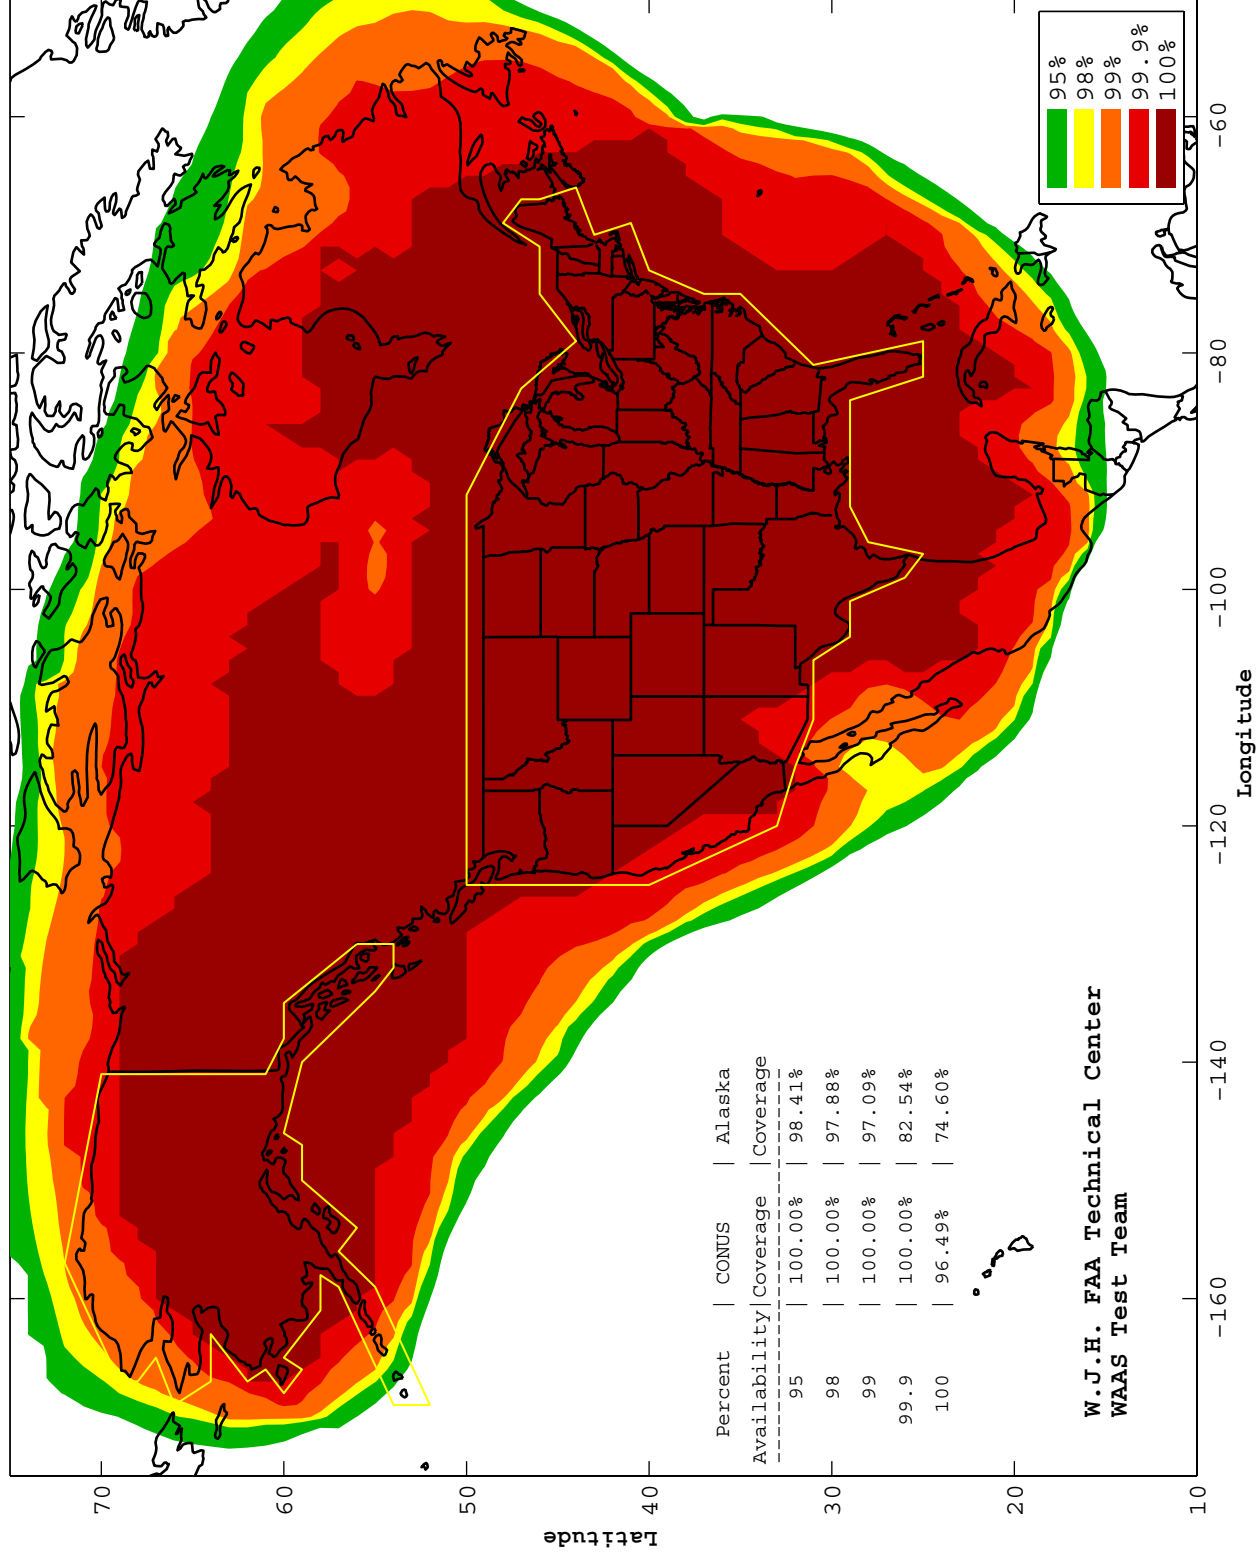 Latitude
70
60
50
40
30
20
10
Percent | CONUS | Alaska
Availability|Coverage |Coverage
--------------------------------
95 | 100.00% | 98.41%
98 | 100.00% | 97.88%
99 | 100.00% | 97.09%
99.9 | 100.00% | 82.54%
100 | 96.49% | 74.60%
W.J.H. FAA Technical Center
WAAS Test Team
95%
98%
99%
99.9%
100%
-160
-140
-120
-100
-80
-60
Longitude